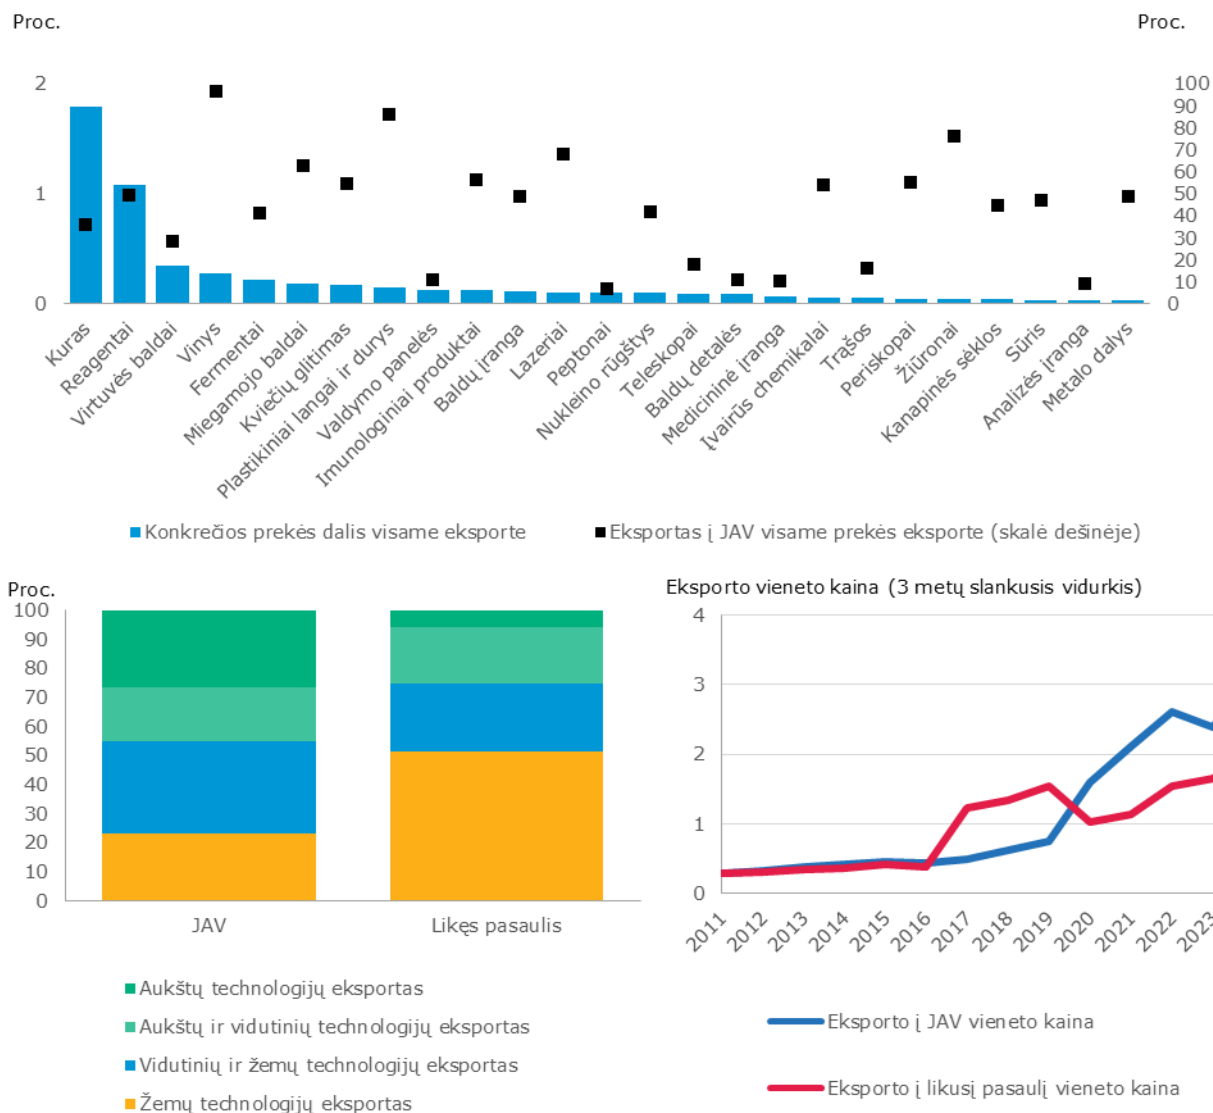 Proc.
Proc.
2
1
0
100
90
80
70
60
50
40
30
20
10
0
Kuras
Reagentai
Virtuvės baldai
Vinys
Fermentai
Miegamojo baldai
Kviečių glitimas
Plastikiniai langai ir durys
Valdymo panelės
Imunologiniai produktai
Baldų įranga
Lazeriai
Peptonai
Nukleino rūgštys
Teleskopai
Baldų detalės
Medicininė įranga
Įvairūs chemikalai
Trąšos
Periskopai
Žiūronai
Kanapinės sėklos
Sūris
Analizės įranga
Metalo dalys
Konkrečios prekės dalis visame eksporte
Eksportas į JAV visame prekės eksporte (skalė dešinėje)
Proc.
100
90
80
70
60
50
40
30
20
10
0
JAV
Likęs pasaulis
Aukštų technologijų eksportas
Aukštų ir vidutinių technologijų eksportas
Vidutinių ir žemų technologijų eksportas
Žemų technologijų eksportas
Eksporto vieneto kaina (3 metų slankusis vidurkis)
4
3
2
1
0
2011
2012
2013
2014
2015
2016
2017
2018
2019
2020
2021
2022
2023
Eksporto į JAV vieneto kaina
Eksporto į likusį pasaulį vieneto kaina